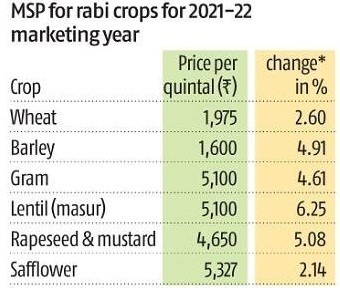 MSP for rabi crops for 2021–22
marketing year
Crop Price per quintal (₹) change* in %
Wheat 1,975 2.60
Barley 1,600 4.91
Gram 5,100 4.61
Lentil (masur) 5,100 6.25
Rapeseed & mustard 4,650 5.08
Safflower 5,327 2.14